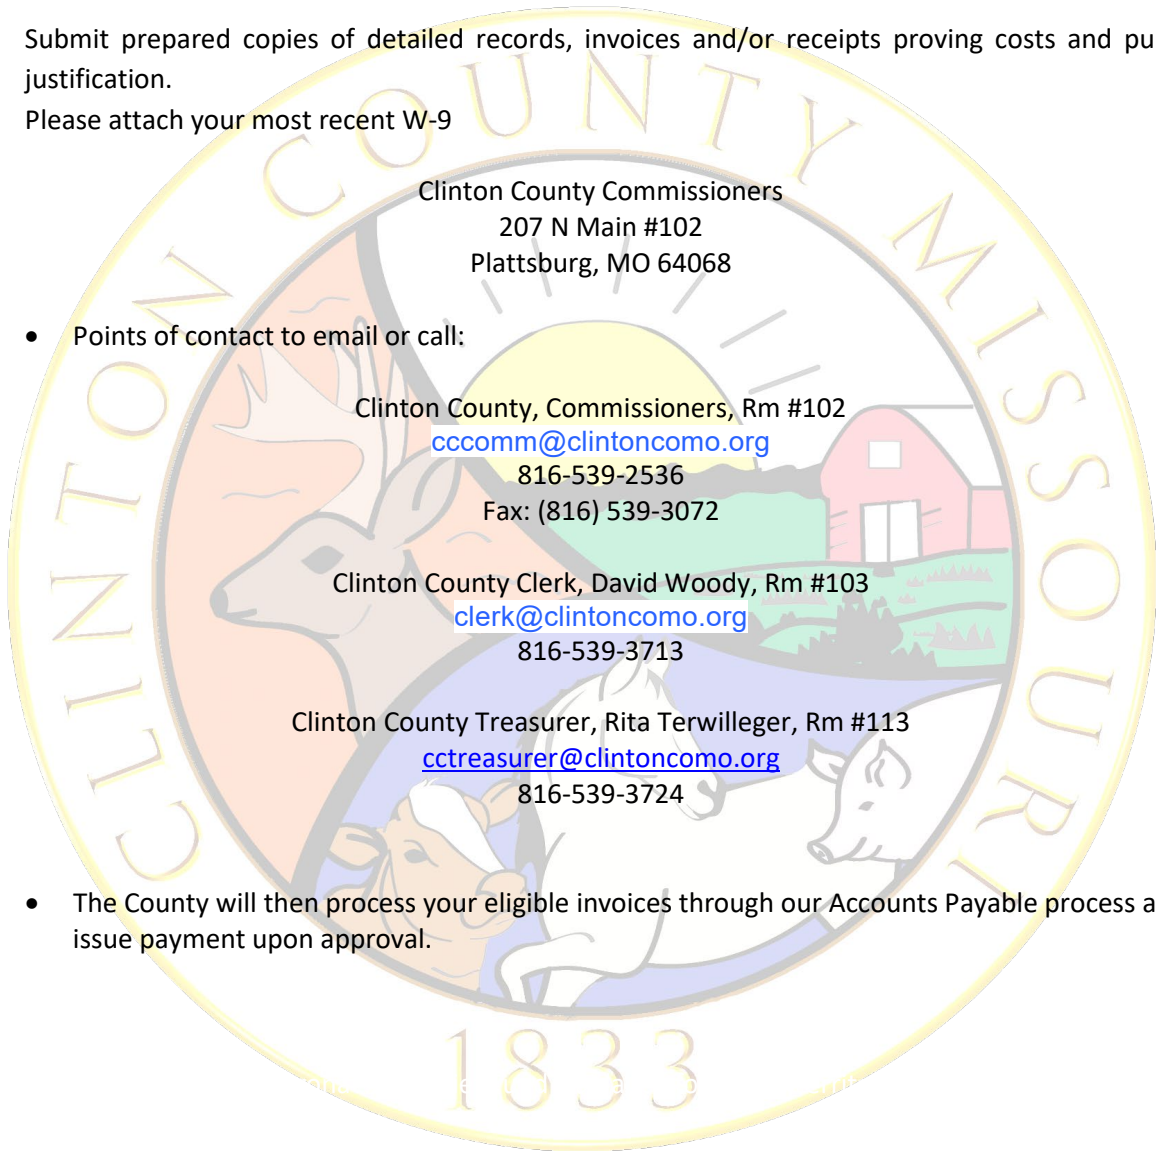 Submit prepared copies of detailed records, invoices and/or receipts proving costs and pu
justification.
Please attach your most recent W-9
Clinton County Commissioners
207 N Main #102
Plattsburg, MO 64068
• Points of contact to email or call:
Clinton County, Commissioners, Rm #102
cccomm@clintoncomo.org
816-539-2536
Fax: (816) 539-3072
Clinton County Clerk, David Woody, Rm #103
clerk@clintoncomo.org
816-539-3713
Clinton County Treasurer, Rita Terwilleger, Rm #113
cctreasurer@clintoncomo.org
816-539-3724
• The County will then process your eligible invoices through our Accounts Payable process a
issue payment upon approval.
CLINTON COUNTY MISSOURI
1833